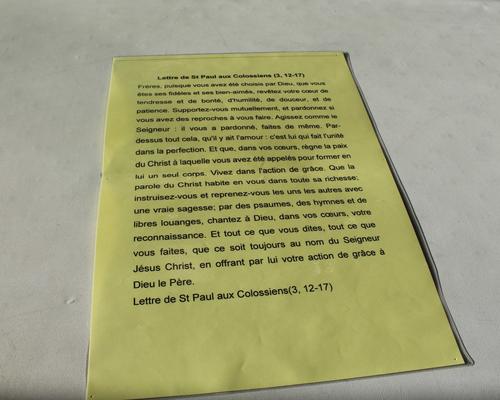 Lettre de St Paul aux Colossiens (3, 12-17)
Frères, puisque vous avez été choisis par Dieu, que vous
êtes ses fidèles et ses bien-aimés, revêtez votre cœur de
tendresse et de bonté, d'humilité, de douceur, et de
patience. Supportez-vous mutuellement, et pardonnez si
vous avez des reproches à vous faire. Agissez comme le
Seigneur : il vous a pardonné, faites de même. Par-
dessus tout cela, qu'il y ait l'amour : c'est lui qui fait l'unité
dans la perfection. Et que, dans vos cœurs, règne la paix
du Christ à laquelle vous avez été appelés pour former en
lui un seul corps. Vivez dans l'action de grâce. Que la
parole du Christ habite en vous dans toute sa richesse;
instruisez-vous et reprenez-vous les uns les autres avec
une vraie sagesse; par des psaumes, des hymnes et de
libres louanges, chantez à Dieu, dans vos cœurs, votre
reconnaissance. Et tout ce que vous dites, tout ce que
vous faites, que ce soit toujours au nom du Seigneur
Jésus Christ, en offrant par lui votre action de grâce à
Dieu le Père.
Lettre de St Paul aux Colossiens(3, 12-17)